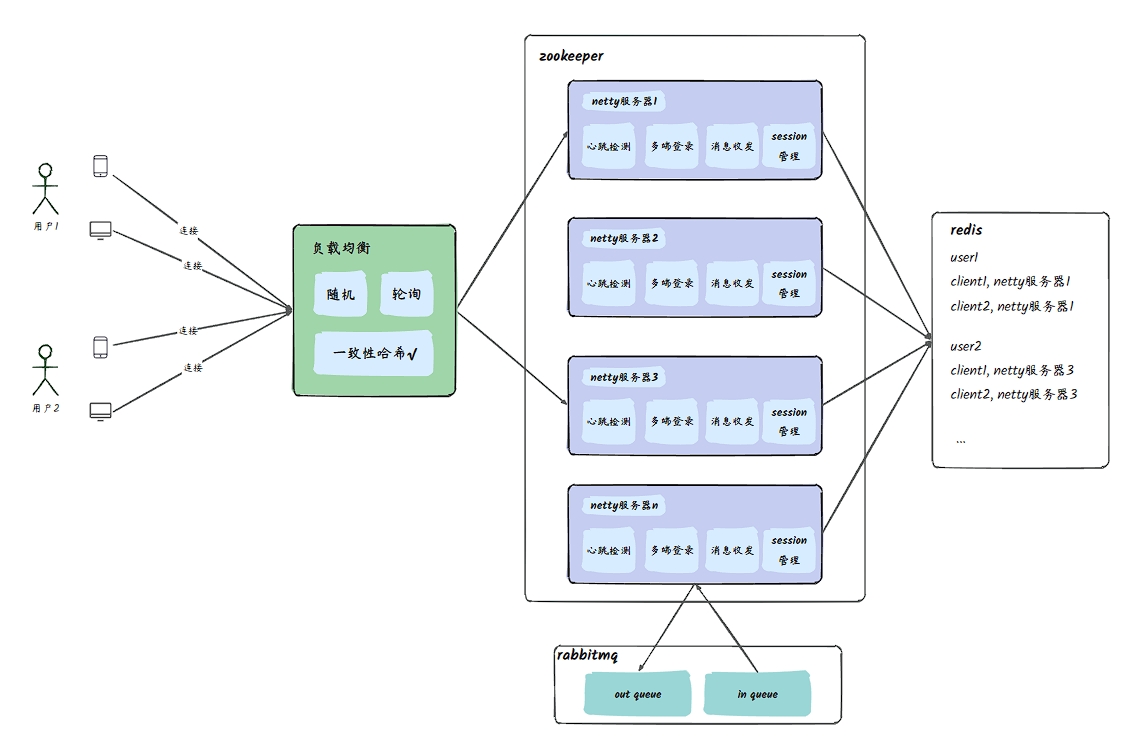 用户1
连接
连接
用户2
连接
连接
负载均衡
随机
轮询
一致性哈希√
zookeeper
netty服务器1
心跳检测
多端登录
消息收发
session
管理
netty服务器2
心跳检测
多端登录
消息收发
session
管理
netty服务器3
心跳检测
多端登录
消息收发
session
管理
netty服务器n
心跳检测
多端登录
消息收发
session
管理
rabbitmq
out queue
in queue
redis
user1
client1, netty服务器1
client2, netty服务器1
user2
client1, netty服务器3
client2, netty服务器3
...